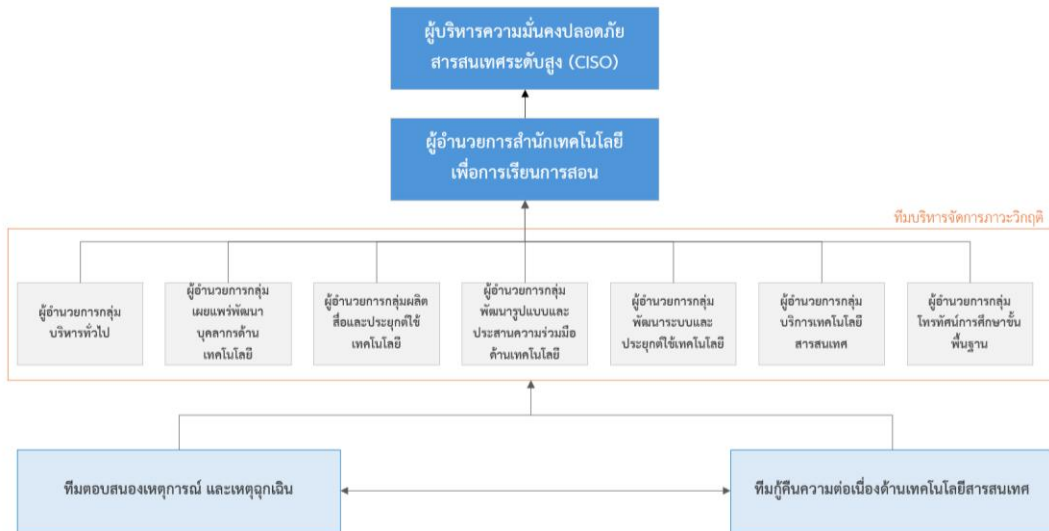 ผู้บริหารความมั่นคงปลอดภัย
สารสนเทศระดับสูง (CISO)
ผู้อำนวยการสำนักเทคโนโลยี
เพื่อการเรียนการสอน
ทีมบริหารจัดการภาวะวิกฤติ
ผู้อำนวยการกลุ่ม
บริหารทั่วไป
ผู้อำนวยการกลุ่ม
เผยแพร่พัฒนา
บุคลากรด้าน
เทคโนโลยี
ผู้อำนวยการกลุ่มผลิต
สื่อและประยุกต์ใช้
เทคโนโลยี
ผู้อำนวยการกลุ่ม
พัฒนารูปแบบและ
ประสานความร่วมมือ
ด้านเทคโนโลยี
ผู้อำนวยการกลุ่ม
พัฒนาระบบและ
ประยุกต์ใช้เทคโนโลยี
ผู้อำนวยการกลุ่ม
บริการเทคโนโลยี
สารสนเทศ
ผู้อำนวยการกลุ่ม
โทรทัศน์การศึกษาขั้น
พื้นฐาน
ทีมตอบสนองเหตุการณ์ และเหตุฉุกเฉิน
ทีมกู้คืนความต่อเนื่องด้านเทคโนโลยีสารสนเทศ